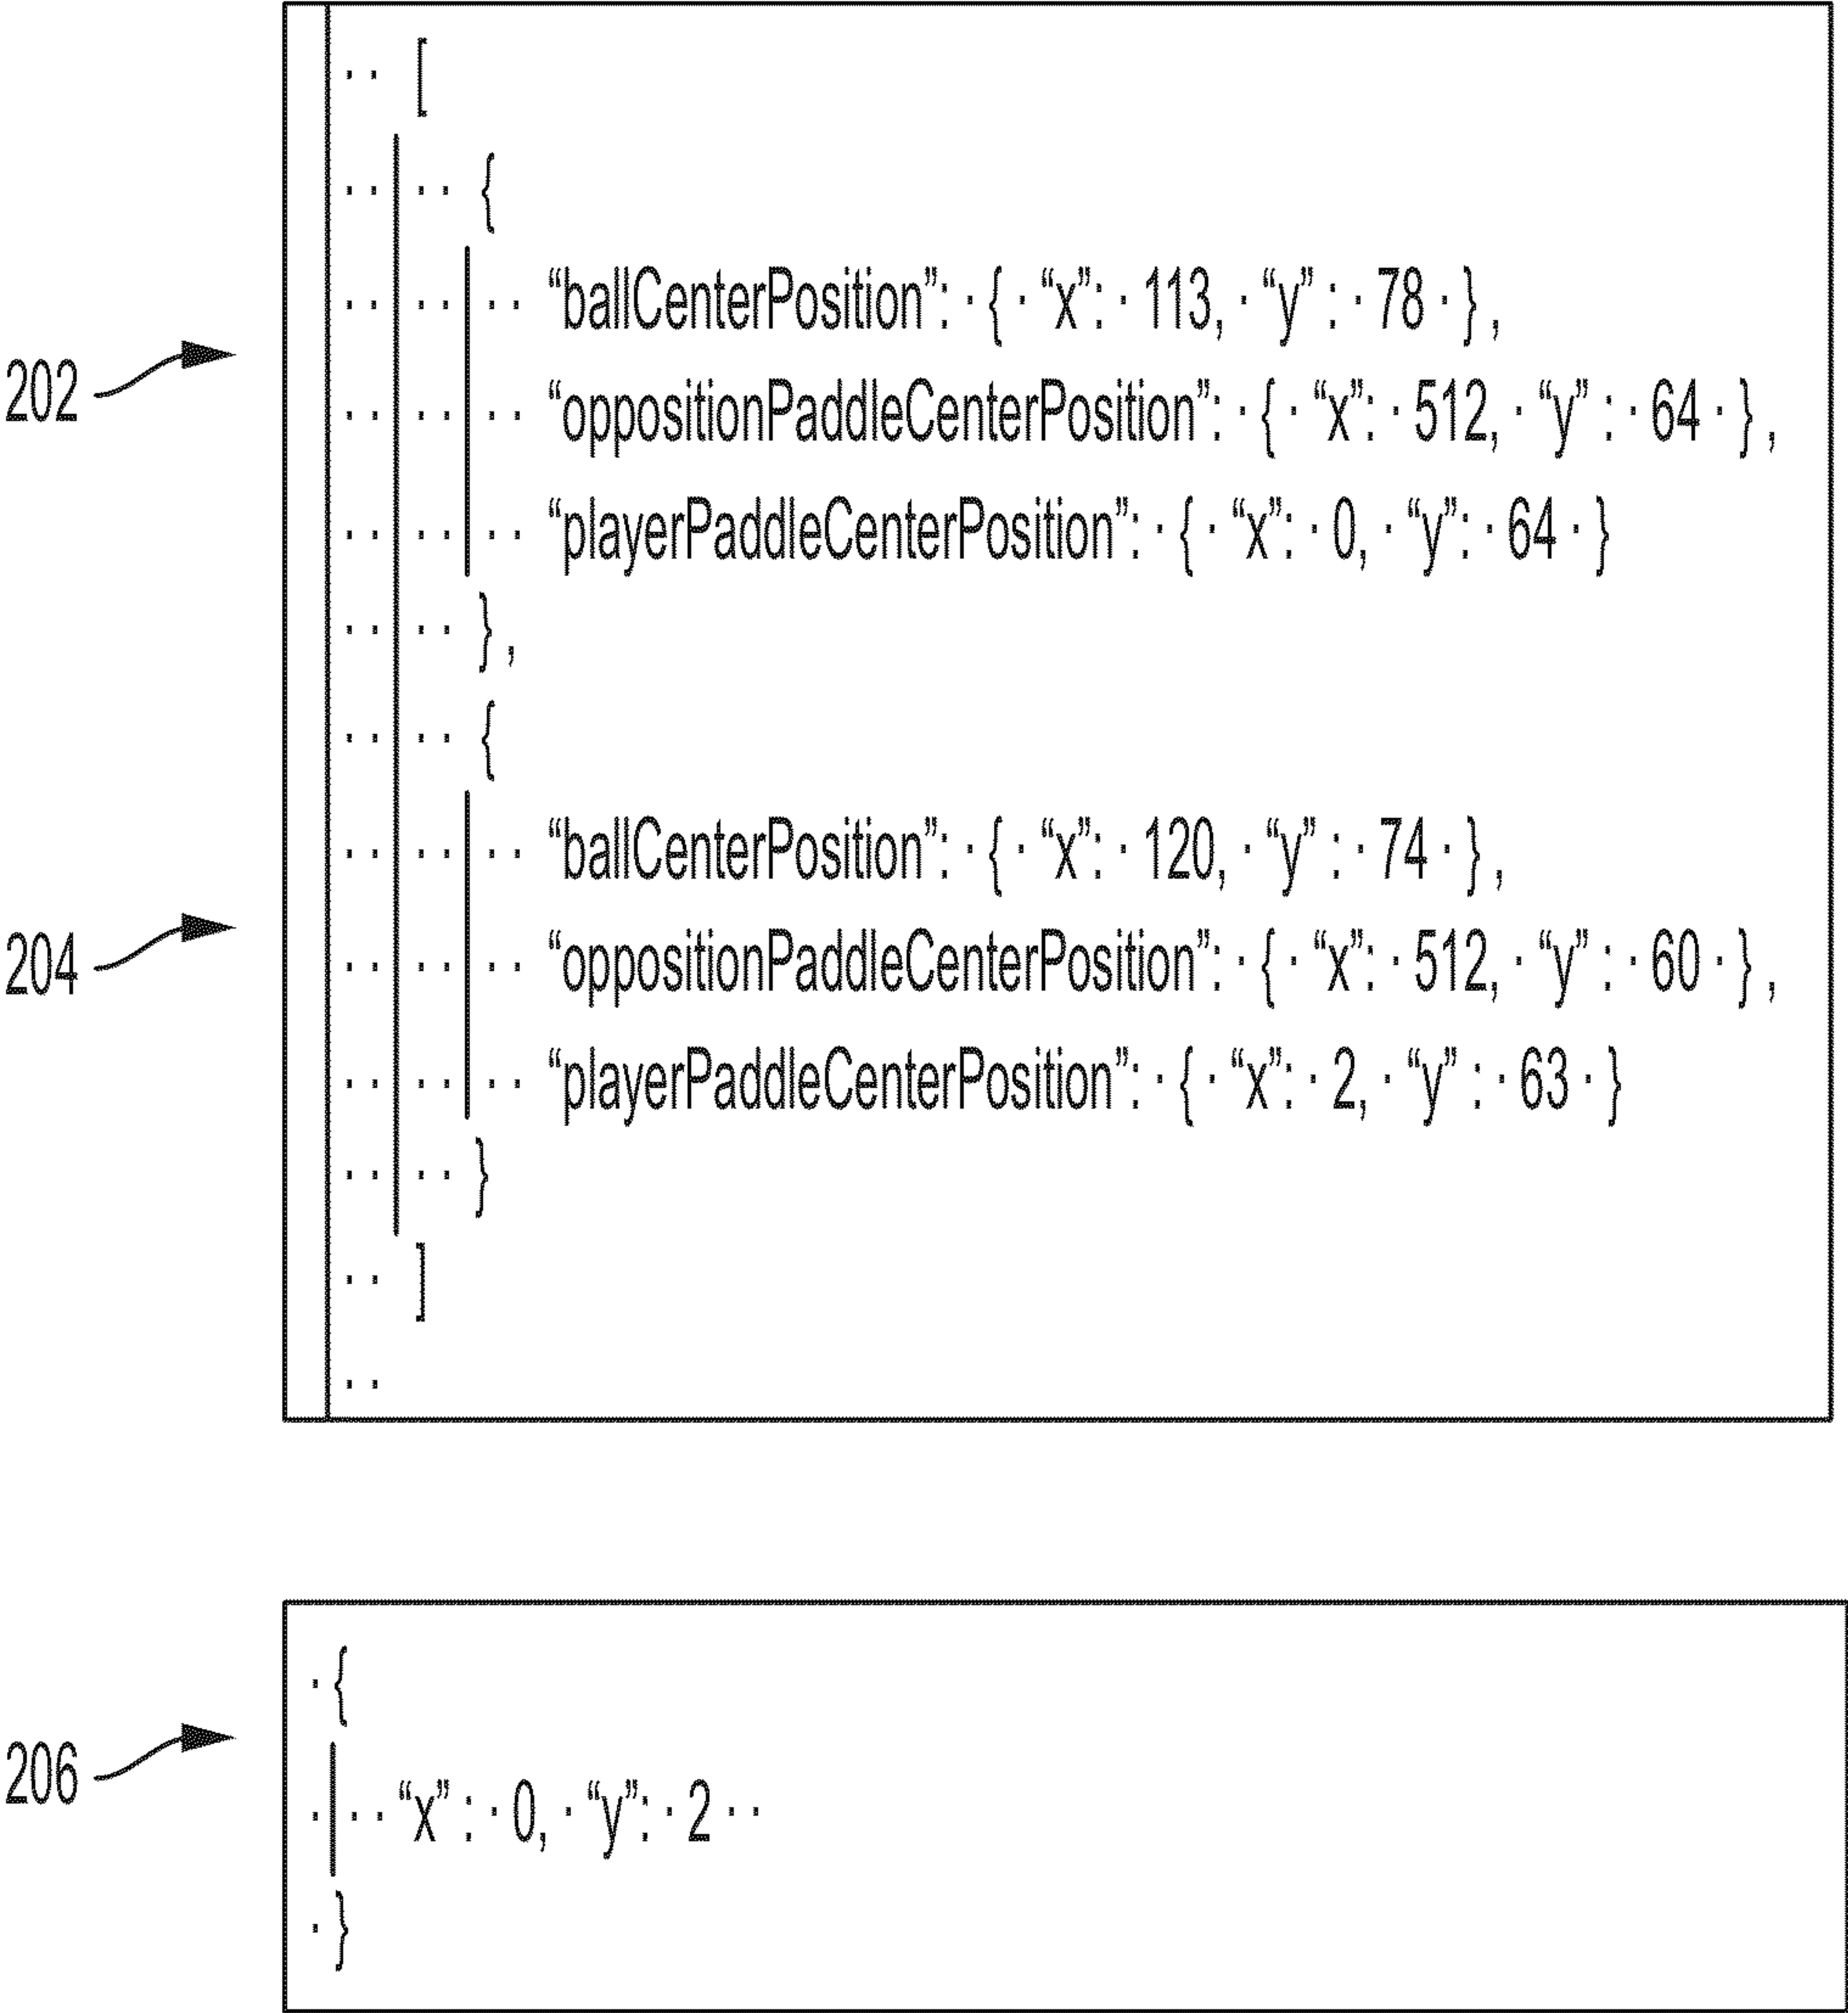 ·· [
·· ·· {
·· ·· ·· “ballCenterPosition”: · { · “x”: · 113, · “y” : · 78 · } ,
202
·· ·· ·· “oppositionPaddleCenterPosition”: · { · “x”: · 512, · “y” : · 64 · } ,
·· ·· ·· “playerPaddleCenterPosition”: · { · “x”: · 0, · “y”: · 64 · }
·· ·· } ,
·· ·· {
·· ·· ·· “ballCenterPosition”: · { · “x”: · 120, · “y” : · 74 · } ,
204
·· ·· ·· “oppositionPaddleCenterPosition”: · { · “x”: · 512, · “y” : · 60 · } ,
·· ·· ·· “playerPaddleCenterPosition”: · { · “x”: · 2, · “y” : · 63 · }
·· ·· }
·· ]
··
· {
206
· ·· “x” : · 0, · “y”: · 2 ··
· }